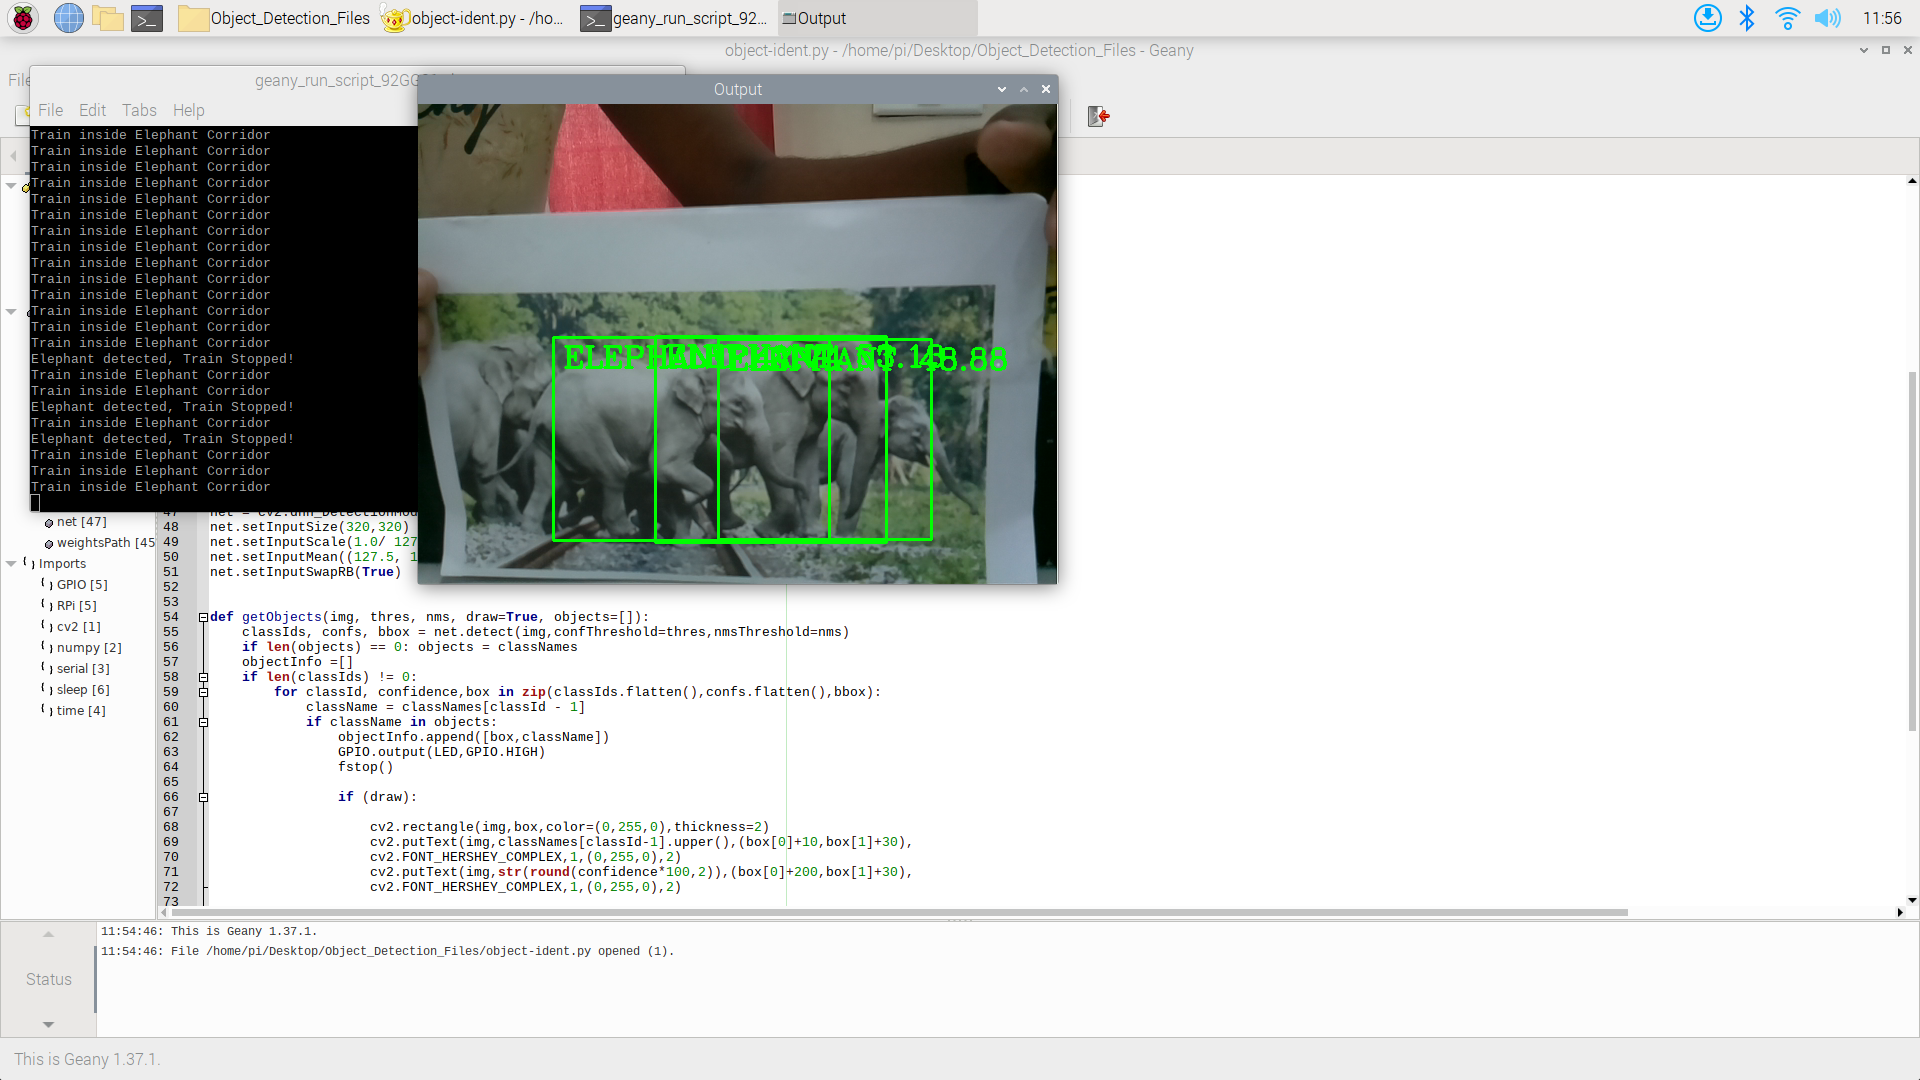 Object_Detection_Files
object-ident.py - /ho...
geany_run_script_92...
Output
11:56
object-ident.py - /home/pi/Desktop/Object_Detection_Files - Geany
File
geany_run_script_92GG
Output
File Edit Tabs Help
Train inside Elephant Corridor
Train inside Elephant Corridor
Train inside Elephant Corridor
Train inside Elephant Corridor
Train inside Elephant Corridor
Train inside Elephant Corridor
Train inside Elephant Corridor
Train inside Elephant Corridor
Train inside Elephant Corridor
Train inside Elephant Corridor
Train inside Elephant Corridor
Train inside Elephant Corridor
Train inside Elephant Corridor
Train inside Elephant Corridor
Elephant detected, Train Stopped!
Train inside Elephant Corridor
Train inside Elephant Corridor
Elephant detected, Train Stopped!
Train inside Elephant Corridor
Elephant detected, Train Stopped!
Train inside Elephant Corridor
Train inside Elephant Corridor
Train inside Elephant Corridor
48.88
net [47]
weightsPath [45
Imports
GPIO [5]
RPi [5]
cv2 [1]
numpy [2]
serial [3]
sleep [6]
time [4]
47 net = cv2.dnn_DetectionMod
48 net.setInputSize(320,320)
49 net.setInputScale(1.0/ 127
50 net.setInputMean((127.5, 1
51 net.setInputSwapRB(True)
52
53
54 def getObjects(img, thres, nms, draw=True, objects=[]):
55 classIds, confs, bbox = net.detect(img,confThreshold=thres,nmsThreshold=nms)
56 if len(objects) == 0: objects = classNames
57 objectInfo =[]
58 if len(classIds) != 0:
59 for classId, confidence,box in zip(classIds.flatten(),confs.flatten(),bbox):
60 className = classNames[classId - 1]
61 if className in objects:
62 objectInfo.append([box,className])
63 GPIO.output(LED,GPIO.HIGH)
64 fstop()
65
66 if (draw):
67
68 cv2.rectangle(img,box,color=(0,255,0),thickness=2)
69 cv2.putText(img,classNames[classId-1].upper(),(box[0]+10,box[1]+30),
70 cv2.FONT_HERSHEY_COMPLEX,1,(0,255,0),2)
71 cv2.putText(img,str(round(confidence*100,2)),(box[0]+200,box[1]+30),
72 cv2.FONT_HERSHEY_COMPLEX,1,(0,255,0),2)
73
Status
11:54:46: This is Geany 1.37.1.
11:54:46: File /home/pi/Desktop/Object_Detection_Files/object-ident.py opened (1).
This is Geany 1.37.1.